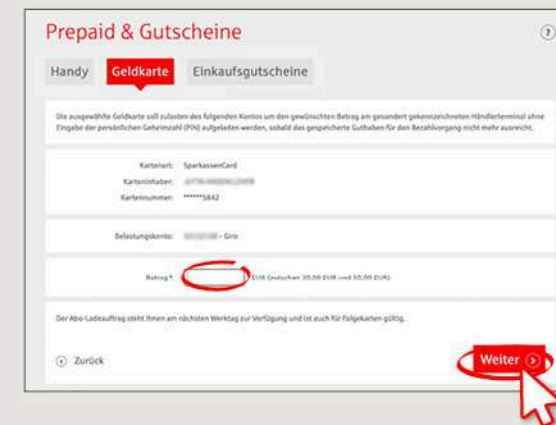 Prepaid & Gutscheine
?
Handy Geldkarte Einkaufsgutscheine
Die ausgewählte Geldkarte soll zulasten des folgenden Kontos um den gewünschten Betrag am gesondert gekennzeichneten Händlerterminal ohne
Eingabe der persönlichen Geheimzahl (PIN) aufgeladen werden, sobald das gespeicherte Guthaben für den Bezahlvorgang nicht mehr ausreicht.
Kartenart: SparkassenCard
Karteninhaber:
Kartennummer: ******5842
Belastungskonto: - Giro
Betrag*: EUR (zwischen 20,00 EUR und 50,00 EUR)
Der Abo-Ladeauftrag steht Ihnen am nächsten Werktag zur Verfügung und ist auch für Folgekarten gültig.
Zurück
Weiter